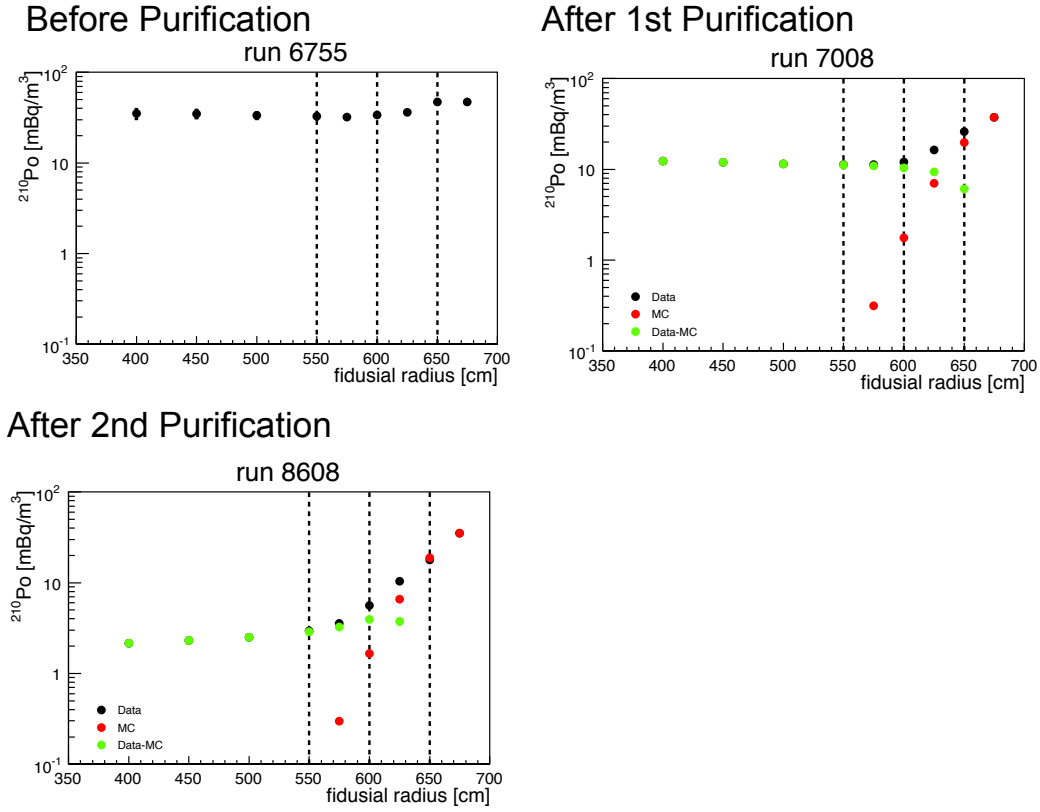 Before Purification
run 6755
²¹⁰Po [mBq/m³]
10²
10
1
10⁻¹
350 400 450 500 550 600 650 700
fidusial radius [cm]
After 1st Purification
run 7008
²¹⁰Po [mBq/m³]
10²
10
1
10⁻¹
Data
MC
Data-MC
350 400 450 500 550 600 650 700
fidusial radius [cm]
After 2nd Purification
run 8608
²¹⁰Po [mBq/m³]
10²
10
1
10⁻¹
Data
MC
Data-MC
350 400 450 500 550 600 650 700
fidusial radius [cm]